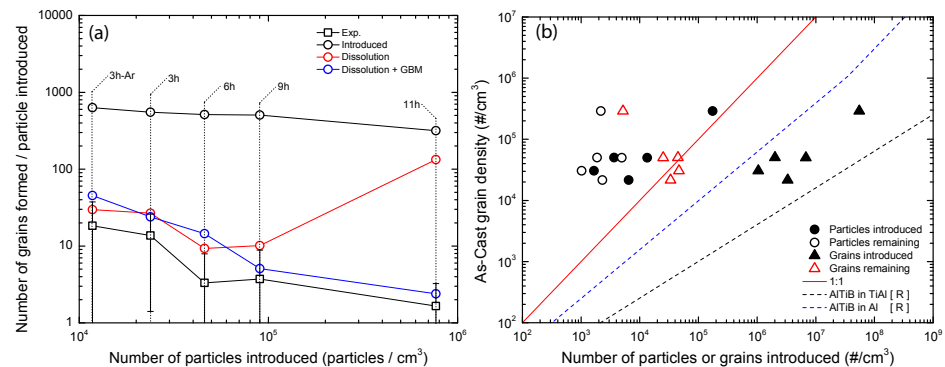 (a)
Exp.
Introduced
Dissolution
Dissolution + GBM
3h-Ar
3h
6h
9h
11h
10000
1000
100
10
1
10^4
10^5
10^6
Number of grains formed / particle introduced
Number of particles introduced (particles / cm^3)
(b)
10^7
10^6
10^5
10^4
10^3
10^2
As-Cast grain density (#/cm^3)
Particles introduced
Particles remaining
Grains introduced
Grains remaining
1:1
AlTiB in TiAl [ R ]
AlTiB in Al [ R ]
10^2
10^3
10^4
10^5
10^6
10^7
10^8
10^9
Number of particles or grains introduced (#/cm^3)